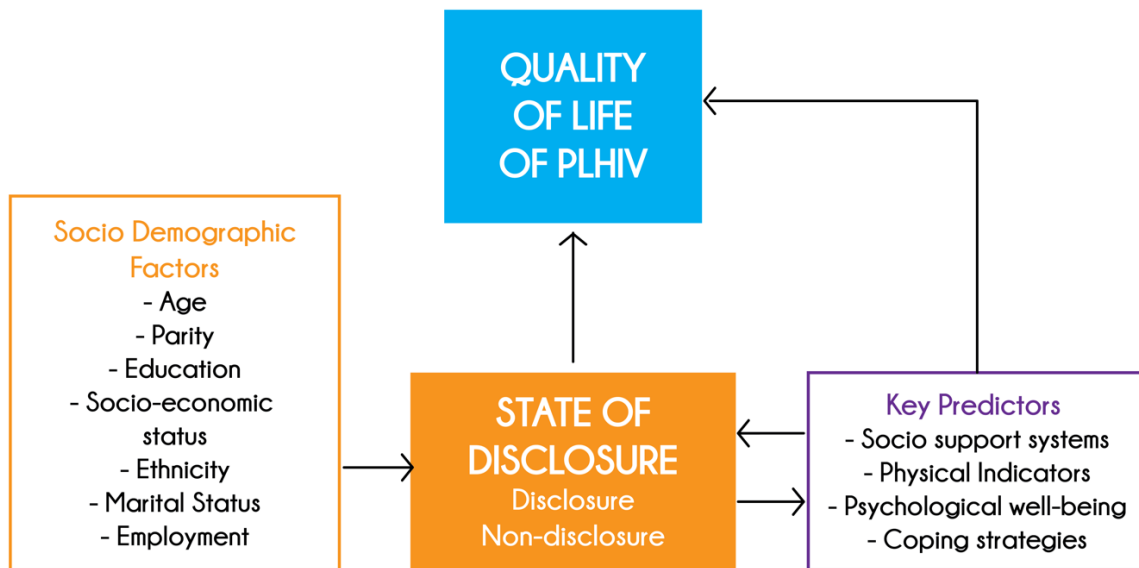 QUALITY
OF LIFE
OF PLHIV
Socio Demographic
Factors
- Age
- Parity
- Education
- Socio-economic
status
- Ethnicity
- Marital Status
- Employment
STATE OF
DISCLOSURE
Disclosure
Non-disclosure
Key Predictors
- Socio support systems
- Physical Indicators
- Psychological well-being
- Coping strategies